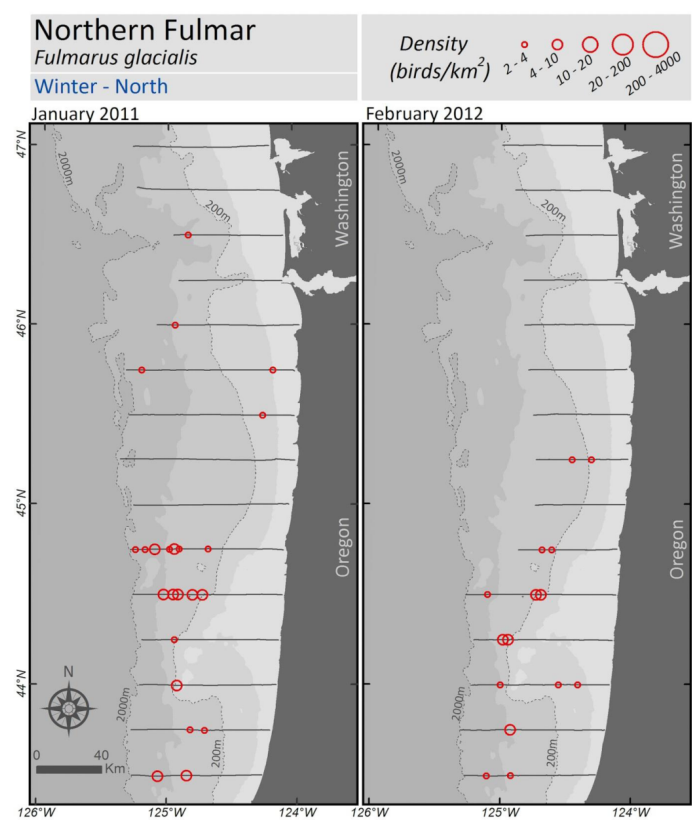 Northern Fulmar
Fulmarus glacialis
Winter - North
Density
(birds/km²)
2 - 4
4 - 10
10 - 20
20 - 200
200 - 4000
January 2011
February 2012
47°N
46°N
45°N
44°N
2000m
200m
Washington
Oregon
N
2000m
200m
0 40
Km
126°W 125°W 124°W
200m
Washington
Oregon
2000m
200m
126°W 125°W 124°W